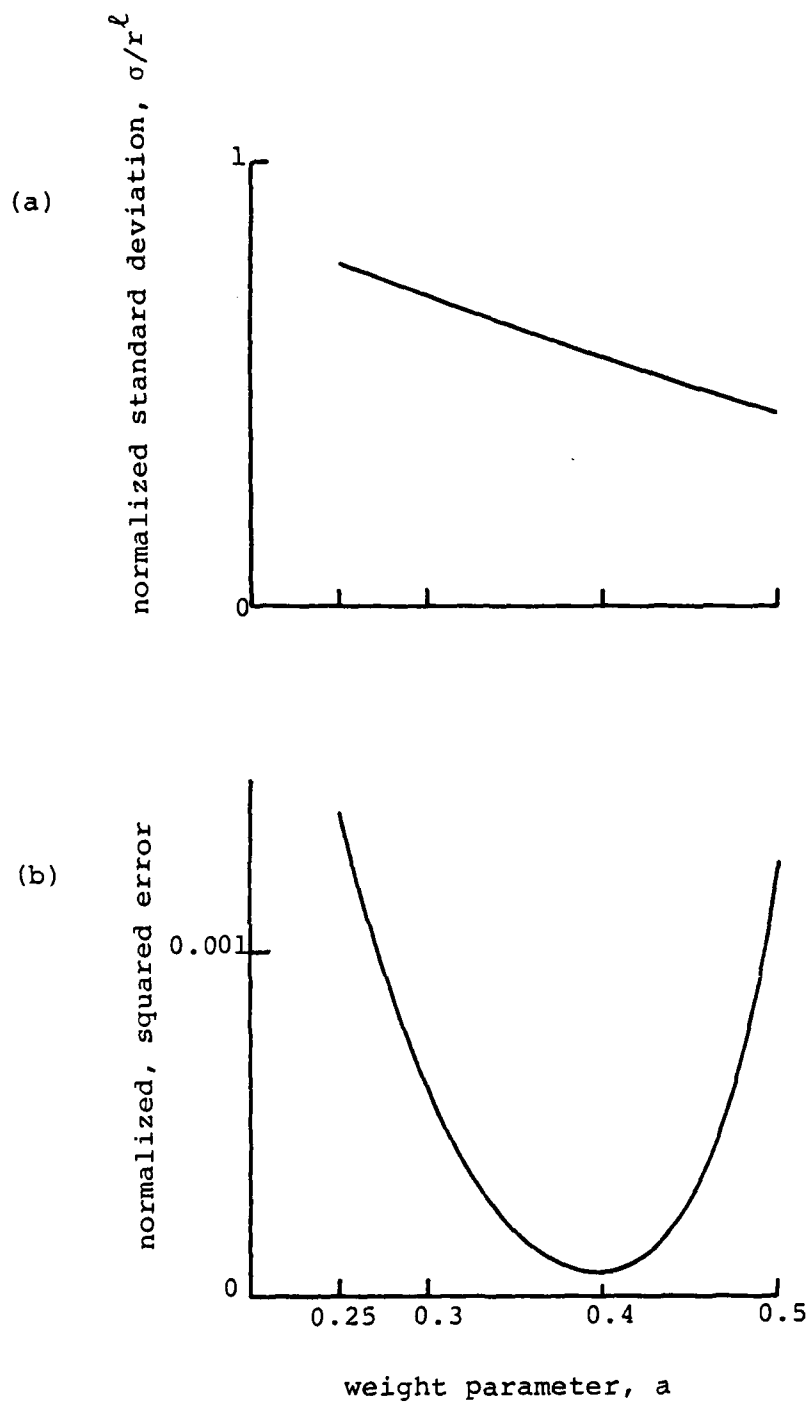 (a)
normalized standard deviation, σ/r^ℓ
1
0
(b)
normalized, squared error
0.001
0
0.25 0.3 0.4 0.5
weight parameter, a